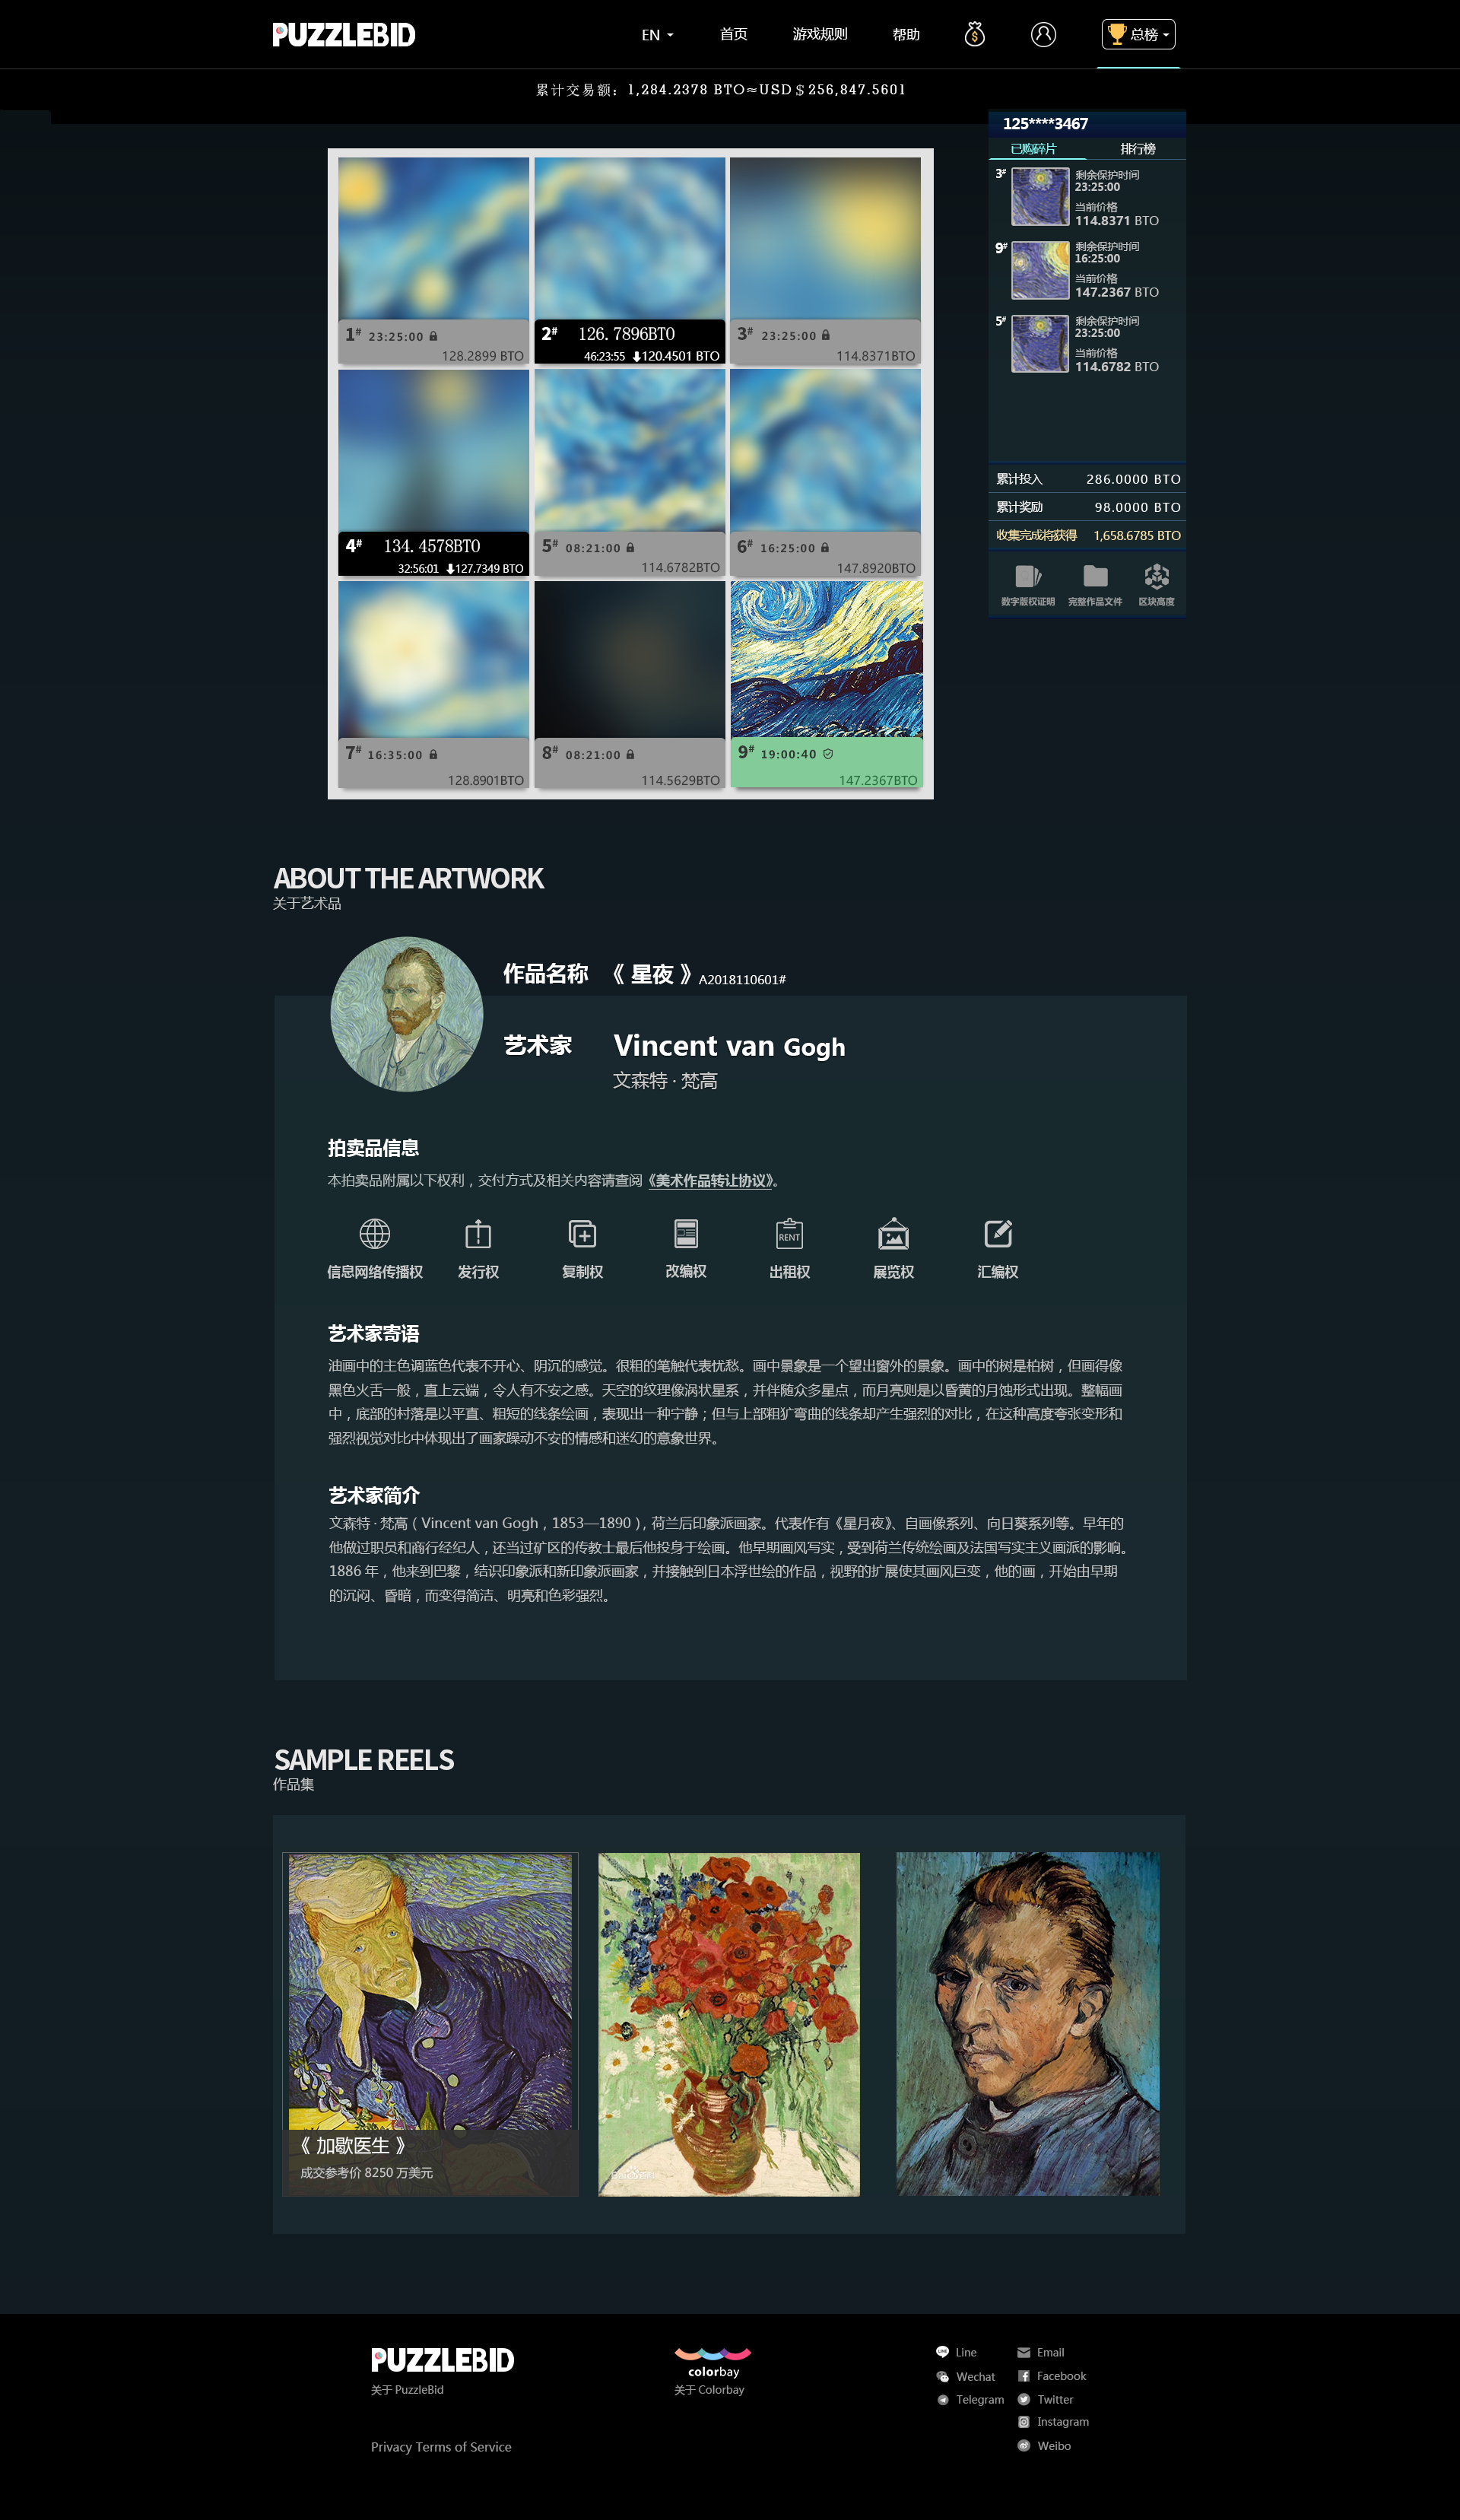 PUZZLEBID
EN 首页 游戏规则 帮助 总榜
累计交易额：1,284.2378 BTO≈USD＄256,847.5601
1# 23:25:00
128.2899 BTO
2# 126.7896BTO
46:23:55 120.4501 BTO
3# 23:25:00
114.8371BTO
4# 134.4578BTO
32:56:01 127.7349 BTO
5# 08:21:00
114.6782BTO
6# 16:25:00
147.8920BTO
7# 16:35:00
128.8901BTO
8# 08:21:00
114.5629BTO
9# 19:00:40
147.2367BTO
125****3467
已购碎片 排行榜
3# 剩余保护时间
23:25:00
当前价格
114.8371 BTO
9# 剩余保护时间
16:25:00
当前价格
147.2367 BTO
5# 剩余保护时间
23:25:00
当前价格
114.6782 BTO
累计投入 286.0000 BTO
累计奖励 98.0000 BTO
收集完成将获得 1,658.6785 BTO
数字版权证明 完整作品文件 区块高度
ABOUT THE ARTWORK
关于艺术品
作品名称 《 星夜 》 A2018110601#
艺术家 Vincent van Gogh
文森特 · 梵高
拍卖品信息
本拍卖品附属以下权利，交付方式及相关内容请查阅《美术作品转让协议》。
RENT
信息网络传播权 发行权 复制权 改编权 出租权 展览权 汇编权
艺术家寄语
油画中的主色调蓝色代表不开心、阴沉的感觉。很粗的笔触代表忧愁。画中景象是一个望出窗外的景象。画中的树是柏树，但画得像
黑色火舌一般，直上云端，令人有不安之感。天空的纹理像涡状星系，并伴随众多星点，而月亮则是以昏黄的月蚀形式出现。整幅画
中，底部的村落是以平直、粗短的线条绘画，表现出一种宁静；但与上部粗犷弯曲的线条却产生强烈的对比，在这种高度夸张变形和
强烈视觉对比中体现出了画家躁动不安的情感和迷幻的意象世界。
艺术家简介
文森特 · 梵高（ Vincent van Gogh，1853—1890 ），荷兰后印象派画家。代表作有《星月夜》、自画像系列、向日葵系列等。早年的
他做过职员和商行经纪人，还当过矿区的传教士最后他投身于绘画。他早期画风写实，受到荷兰传统绘画及法国写实主义画派的影响。
1886 年，他来到巴黎，结识印象派和新印象派画家，并接触到日本浮世绘的作品，视野的扩展使其画风巨变，他的画，开始由早期
的沉闷、昏暗，而变得简洁、明亮和色彩强烈。
SAMPLE REELS
作品集
《 加歇医生 》
成交参考价 8250 万美元
PUZZLEBID
关于 PuzzleBid
Privacy Terms of Service
colorbay
关于 Colorbay
Line
Wechat
Telegram
Email
Facebook
Twitter
Instagram
Weibo